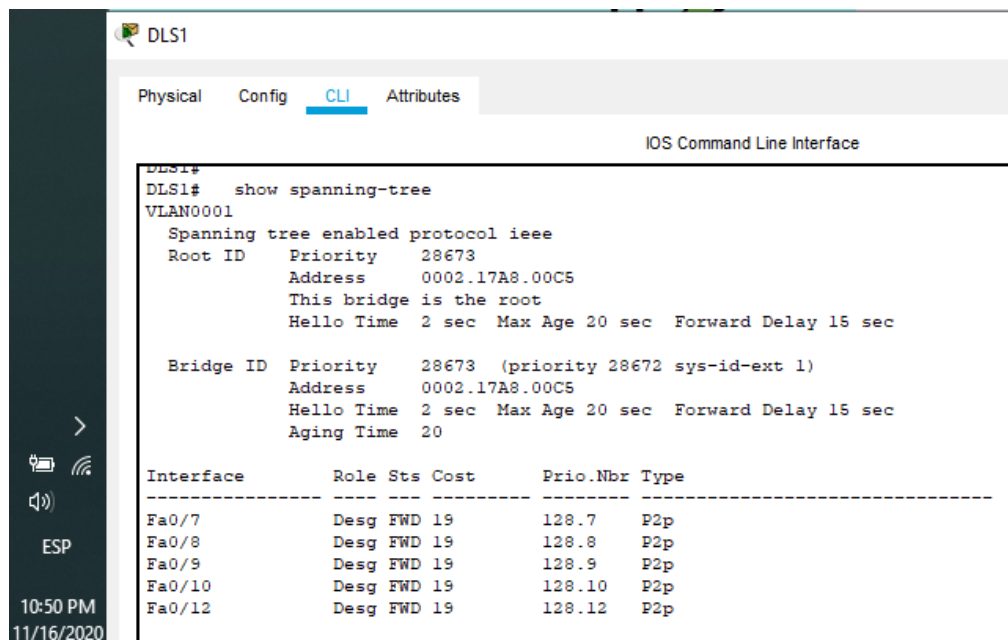 DLS1
Physical Config CLI Attributes
IOS Command Line Interface
DLS1#
DLS1#   show spanning-tree
VLAN0001
  Spanning tree enabled protocol ieee
  Root ID    Priority    28673
             Address     0002.17A8.00C5
             This bridge is the root
             Hello Time  2 sec  Max Age 20 sec  Forward Delay 15 sec
  Bridge ID  Priority    28673  (priority 28672 sys-id-ext 1)
             Address     0002.17A8.00C5
             Hello Time  2 sec  Max Age 20 sec  Forward Delay 15 sec
             Aging Time  20
Interface        Role Sts Cost      Prio.Nbr Type
---------------- ---- --- --------- -------- --------------------------------
Fa0/7            Desg FWD 19        128.7    P2p
Fa0/8            Desg FWD 19        128.8    P2p
Fa0/9            Desg FWD 19        128.9    P2p
Fa0/10           Desg FWD 19        128.10   P2p
Fa0/12           Desg FWD 19        128.12   P2p
ESP
10:50 PM
11/16/2020